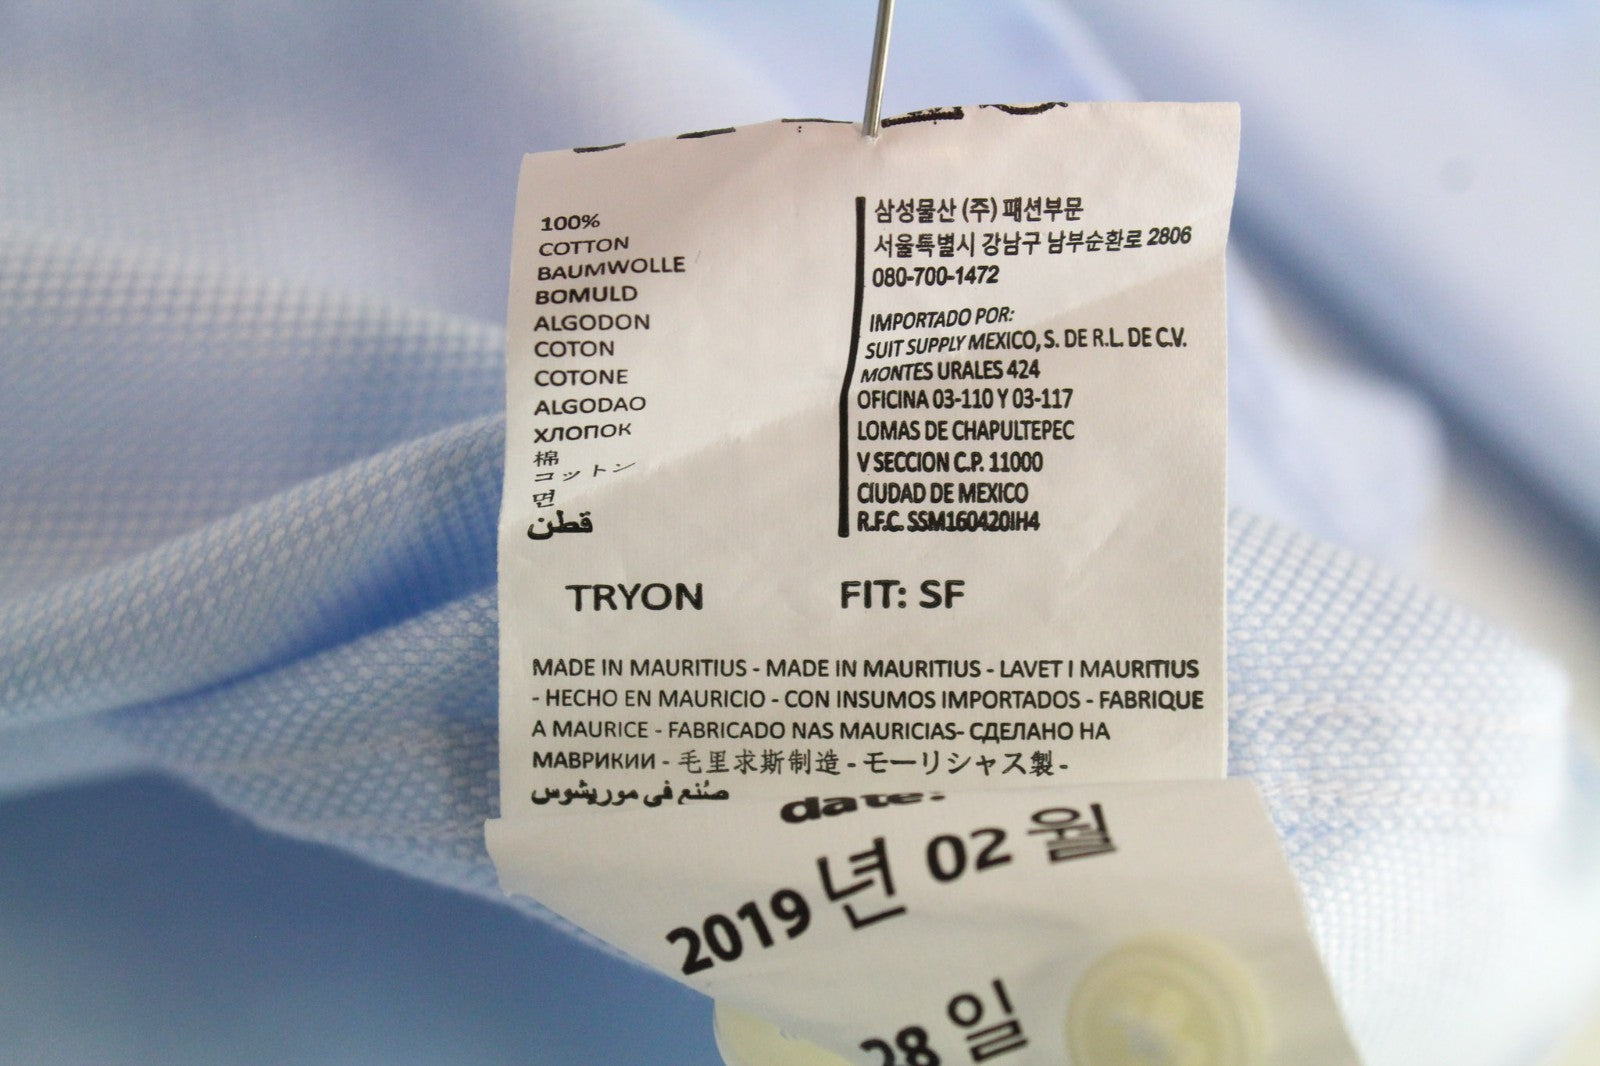 100%
COTTON
BAUMWOLLE
BOMULD
ALGODON
COTON
COTONE
ALGODAO
ХЛОПОК
棉
コットン
면
قطن
삼성물산 (주) 패션부문
서울특별시 강남구 남부순환로 2806
080-700-1472
IMPORTADO POR:
SUIT SUPPLY MEXICO, S. DE R.L. DE C.V.
MONTES URALES 424
OFICINA 03-110 Y 03-117
LOMAS DE CHAPULTEPEC
V SECCION C.P. 11000
CIUDAD DE MEXICO
R.F.C. SSM160420IH4
TRYON FIT: SF
MADE IN MAURITIUS - MADE IN MAURITIUS - LAVET I MAURITIUS
- HECHO EN MAURICIO - CON INSUMOS IMPORTADOS - FABRIQUE
A MAURICE - FABRICADO NAS MAURICIAS- СДЕЛАНО НА
МАВРИКИИ - 毛里求斯制造 - モーリシャス製 -
صُنع في موريشوس
date:
2019 년 02 월
28 일